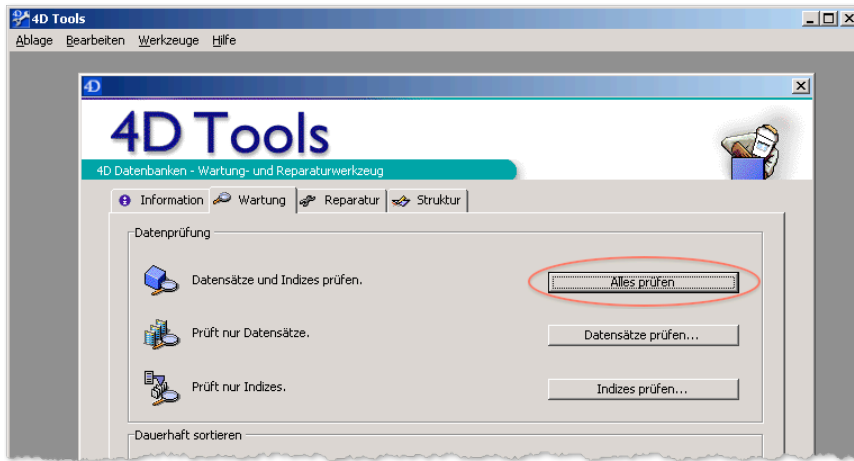 4D Tools
Ablage Bearbeiten Werkzeuge Hilfe
4D
4D Tools
4D Datenbanken - Wartung- und Reparaturwerkzeug
Information Wartung Reparatur Struktur
Datenprüfung
Datensätze und Indizes prüfen. Alles prüfen
Prüft nur Datensätze. Datensätze prüfen...
Prüft nur Indizes. Indizes prüfen...
Dauerhaft sortieren